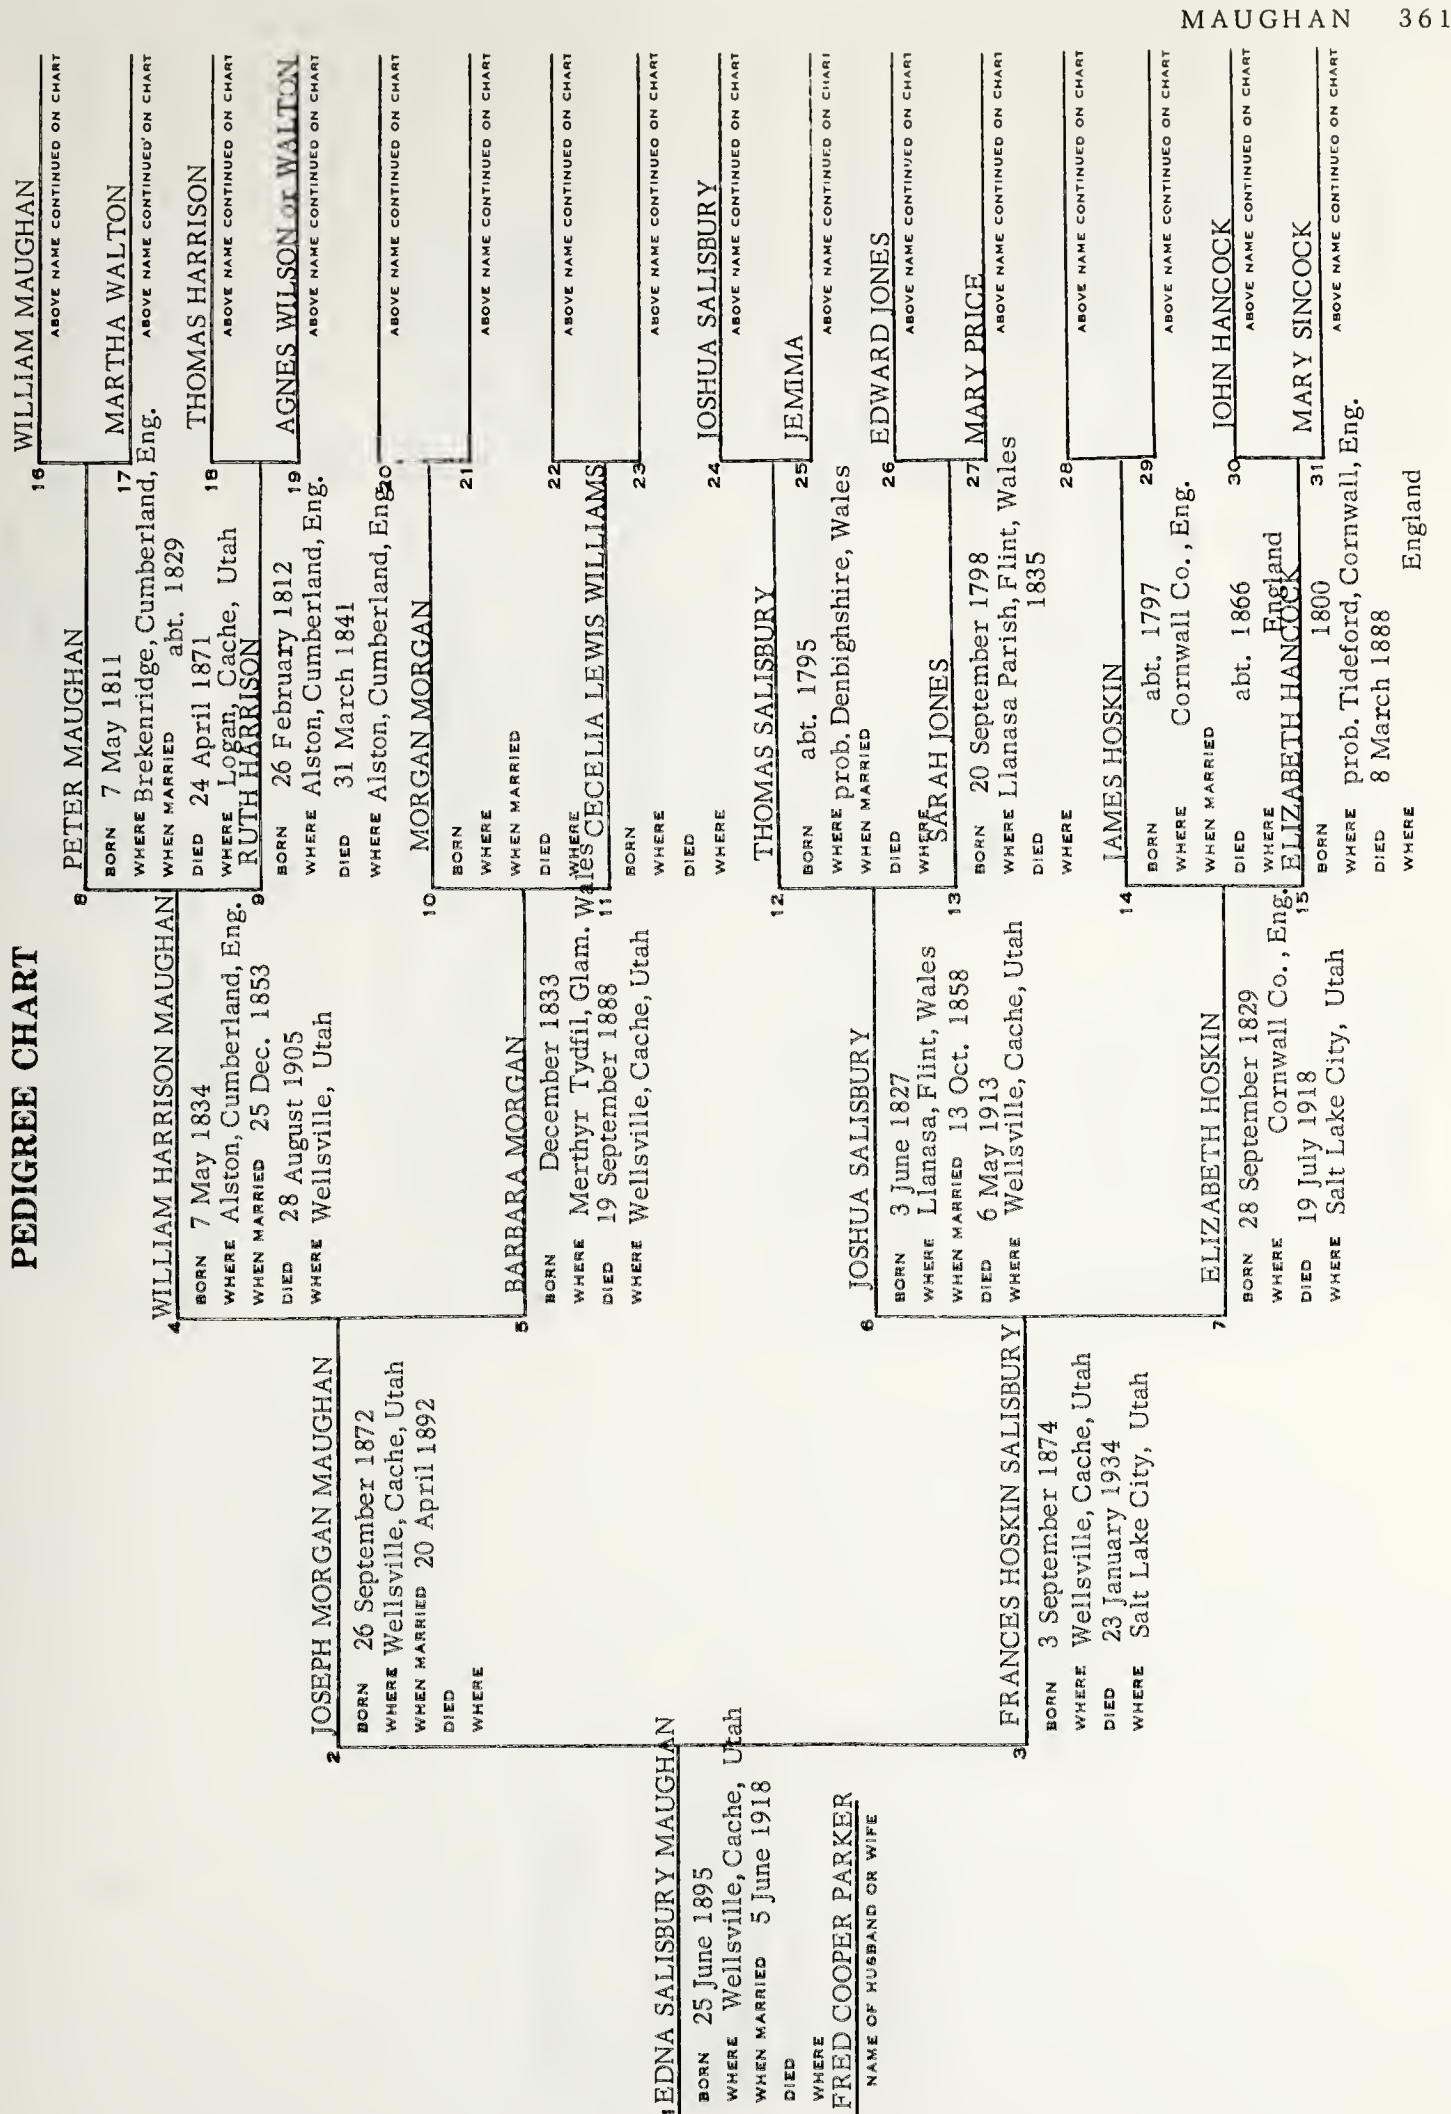 MAUGHAN 361
PEDIGREE CHART
EDNA SALISBURY MAUGHAN
BORN 25 June 1895
WHERE Wellsville, Cache, Utah
WHEN MARRIED 5 June 1918
DIED
WHERE
FRED COOPER PARKER
NAME OF HUSBAND OR WIFE
2
JOSEPH MORGAN MAUGHAN
BORN 26 September 1872
WHERE Wellsville, Cache, Utah
WHEN MARRIED 20 April 1892
DIED
WHERE
3
FRANCES HOSKIN SALISBURY
BORN 3 September 1874
WHERE Wellsville, Cache, Utah
DIED 23 January 1934
WHERE Salt Lake City, Utah
4
WILLIAM HARRISON MAUGHAN
BORN 7 May 1834
WHERE Alston, Cumberland, Eng.
WHEN MARRIED 25 Dec. 1853
DIED 28 August 1905
WHERE Wellsville, Utah
5
BARBARA MORGAN
BORN December 1833
WHERE Merthyr Tydfil, Glam. Wales
DIED 19 September 1888
WHERE Wellsville, Cache, Utah
6
JOSHUA SALISBURY
BORN 3 June 1827
WHERE Llanasa, Flint, Wales
WHEN MARRIED 13 Oct. 1858
DIED 6 May 1913
WHERE Wellsville, Cache, Utah
7
ELIZABETH HOSKIN
BORN 28 September 1829
WHERE Cornwall Co., Eng.
DIED 19 July 1918
WHERE Salt Lake City, Utah
8
PETER MAUGHAN
BORN 7 May 1811
WHERE Brekenridge, Cumberland, Eng.
WHEN MARRIED abt. 1829
DIED 24 April 1871
WHERE Logan, Cache, Utah
9
RUTH HARRISON
BORN 26 February 1812
WHERE Alston, Cumberland, Eng.
DIED 31 March 1841
WHERE Alston, Cumberland, Eng.
10
MORGAN MORGAN
BORN
WHERE
WHEN MARRIED
DIED
WHERE
11
CECELIA LEWIS WILLIAMS
BORN
WHERE
DIED
WHERE
12
THOMAS SALISBURY
BORN abt. 1795
WHERE prob. Denbighshire, Wales
WHEN MARRIED
DIED
WHERE
13
SARAH JONES
BORN 20 September 1798
WHERE Llanasa Parish, Flint, Wales
DIED 1835
WHERE
14
JAMES HOSKIN
BORN abt. 1797
WHERE Cornwall Co., Eng.
WHEN MARRIED
DIED abt. 1866
WHERE England
15
ELIZABETH HANCOCK
BORN 1800
WHERE prob. Tideford, Cornwall, Eng.
DIED 8 March 1888
WHERE England
16
WILLIAM MAUGHAN
ABOVE NAME CONTINUED ON CHART
17
MARTHA WALTON
ABOVE NAME CONTINUED ON CHART
18
THOMAS HARRISON
ABOVE NAME CONTINUED ON CHART
19
AGNES WILSON or WALTON
ABOVE NAME CONTINUED ON CHART
20
ABOVE NAME CONTINUED ON CHART
21
ABOVE NAME CONTINUED ON CHART
22
ABOVE NAME CONTINUED ON CHART
23
ABOVE NAME CONTINUED ON CHART
24
JOSHUA SALISBURY
ABOVE NAME CONTINUED ON CHART
25
JEMIMA
ABOVE NAME CONTINUED ON CHART
26
EDWARD JONES
ABOVE NAME CONTINUED ON CHART
27
MARY PRICE
ABOVE NAME CONTINUED ON CHART
28
ABOVE NAME CONTINUED ON CHART
29
ABOVE NAME CONTINUED ON CHART
30
JOHN HANCOCK
ABOVE NAME CONTINUED ON CHART
31
MARY SINCOCK
ABOVE NAME CONTINUED ON CHART